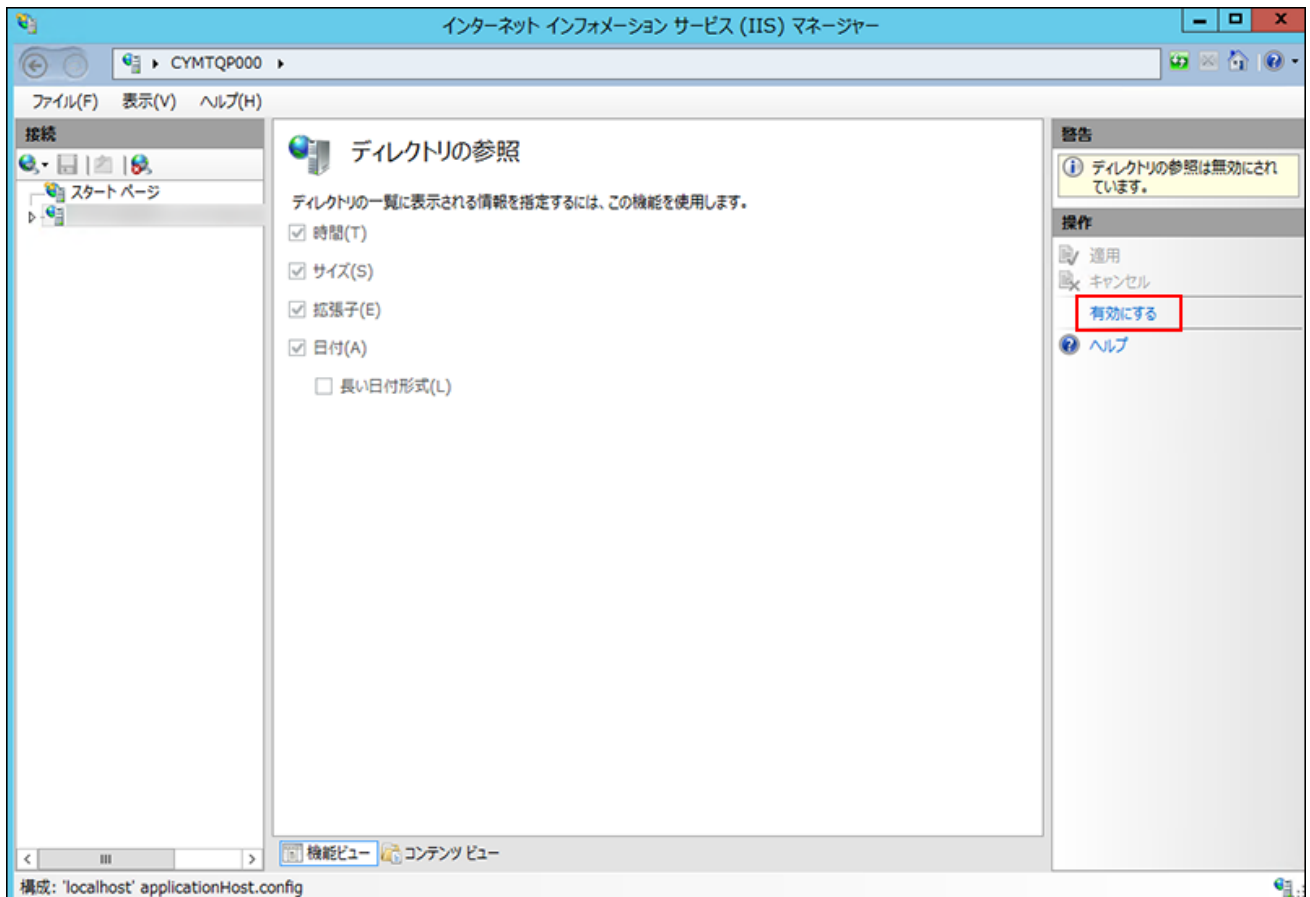 インターネット インフォメーション サービス (IIS) マネージャー
CYMTQP000
ファイル(F) 表示(V) ヘルプ(H)
接続
スタート ページ
ディレクトリの参照
ディレクトリの一覧に表示される情報を指定するには、この機能を使用します。
時間(T)
サイズ(S)
拡張子(E)
日付(A)
長い日付形式(L)
機能ビュー
コンテンツ ビュー
警告
ディレクトリの参照は無効にされ
ています。
操作
適用
キャンセル
有効にする
ヘルプ
構成: 'localhost' applicationHost.config